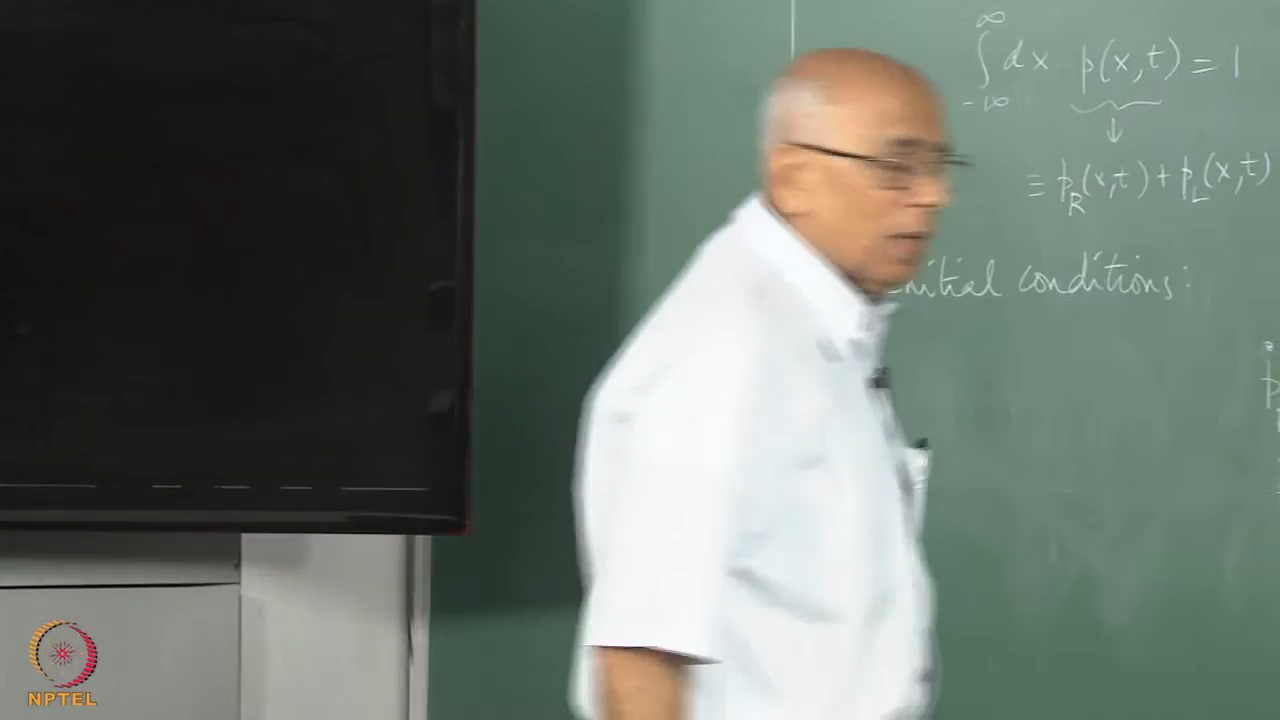 ∫_{-∞}^{∞} dx p(x,t) = 1
↓
≡ p_R(x,t) + p_L(x,t)
initial conditions:
p
NPTEL